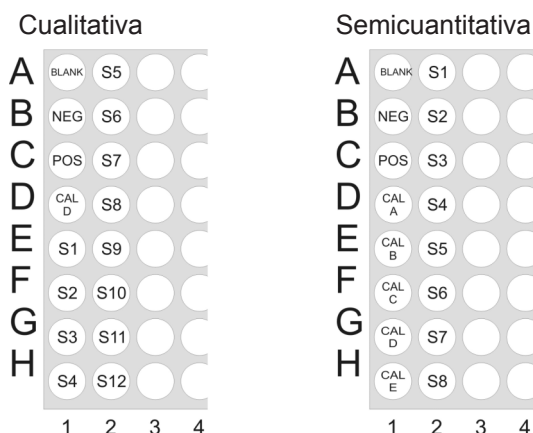 Cualitativa
A BLANK S5
B NEG S6
C POS S7
D CAL D S8
E S1 S9
F S2 S10
G S3 S11
H S4 S12
1 2 3 4
Semicuantitativa
A BLANK S1
B NEG S2
C POS S3
D CAL A S4
E CAL B S5
F CAL C S6
G CAL D S7
H CAL E S8
1 2 3 4